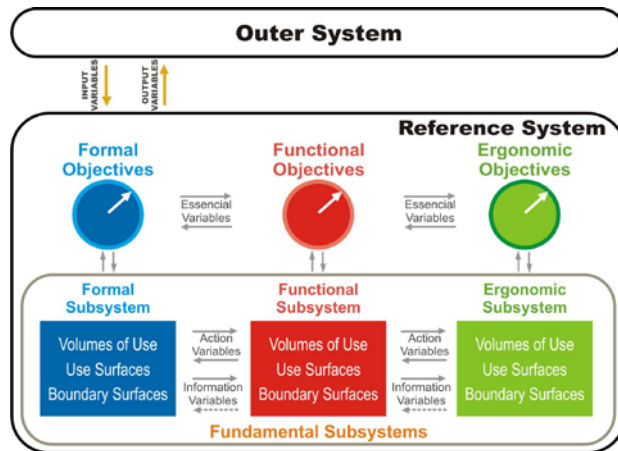 Outer System
INPUT
VARIABLES
OUTPUT
VARIABLES
Reference System
Formal
Objectives
Functional
Objectives
Ergonomic
Objectives
Essencial
Variables
Essencial
Variables
Formal
Subsystem
Functional
Subsystem
Ergonomic
Subsystem
Volumes of Use
Use Surfaces
Boundary Surfaces
Action
Variables
Information
Variables
Volumes of Use
Use Surfaces
Boundary Surfaces
Action
Variables
Information
Variables
Volumes of Use
Use Surfaces
Boundary Surfaces
Fundamental Subsystems